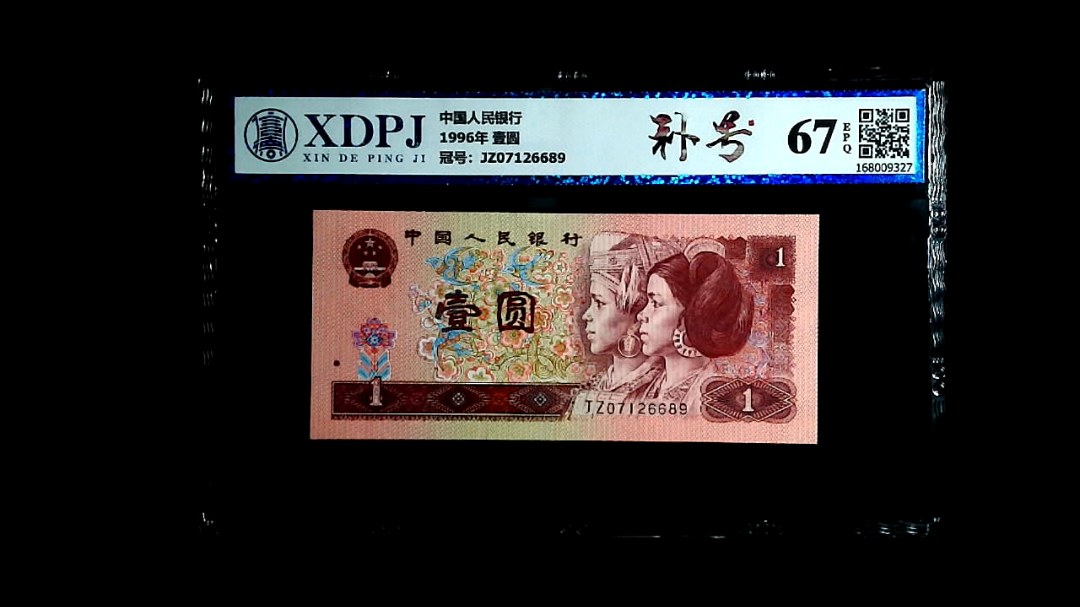 XDPJ
XIN DE PING JI
中国人民银行
1996年 壹圆
冠号：JZ07126689
补号
67
EPQ
168009327
中国人民银行
1
壹圆
1
JZ07126689
1